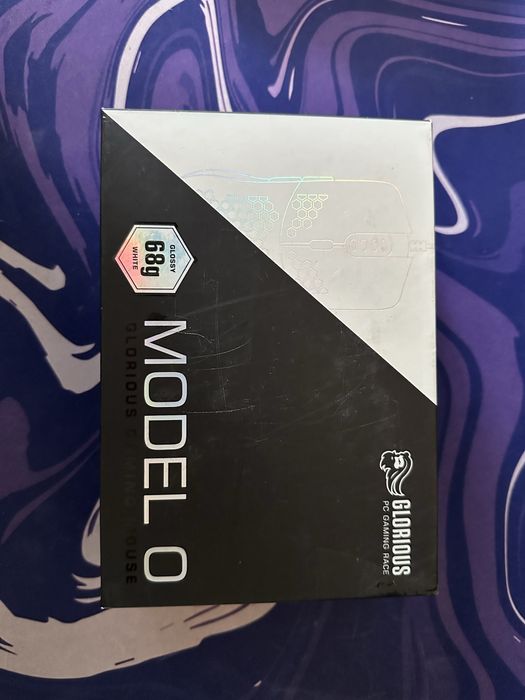 GLORIOUS
PC GAMING RACE
GLOSSY
68g
WHITE
MODEL O
GLORIOUS GAMING MOUSE